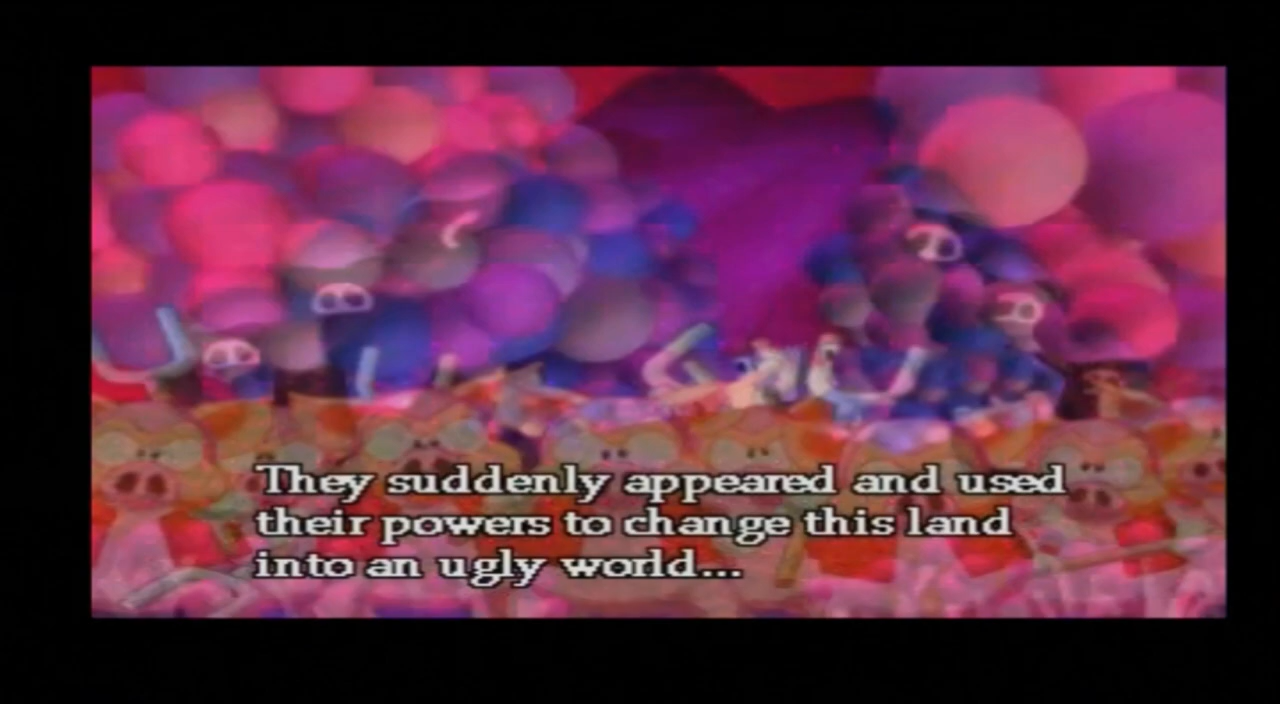 They suddenly appeared and used
their powers to change this land
into an ugly world...